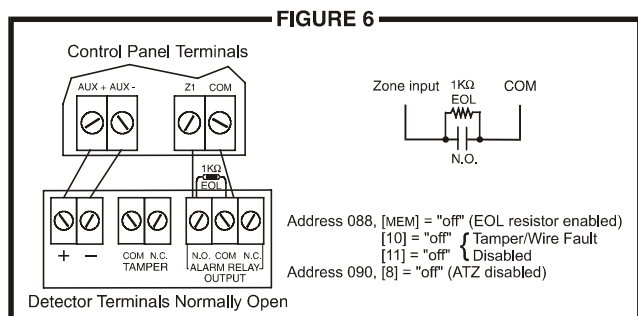 FIGURE 6
Control Panel Terminals
AUX + AUX - Z1 COM
1KΩ
EOL
+ - COM N.C. N.O. COM N.C.
TAMPER ALARM RELAY
OUTPUT
Detector Terminals Normally Open
Zone input 1KΩ COM
EOL
N.O.
Address 088, [MEM] = "off" (EOL resistor enabled)
[10] = "off" { Tamper/Wire Fault
[11] = "off" Disabled
Address 090, [8] = "off" (ATZ disabled)